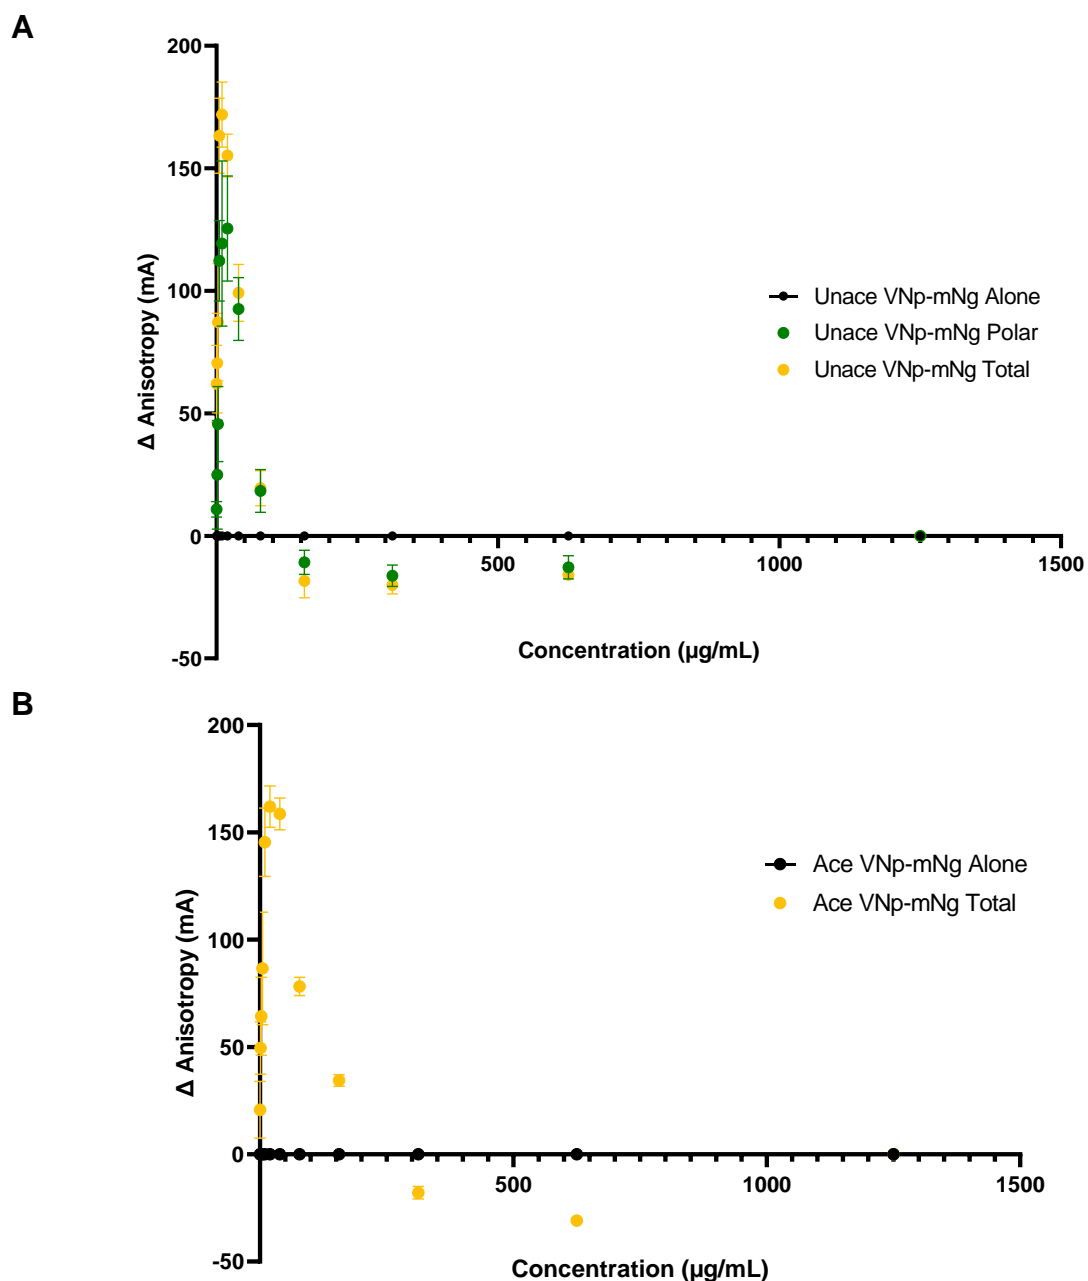 A
200
150
100
50
0
-50
Δ Anisotropy (mA)
Unace VNp-mNg Alone
Unace VNp-mNg Polar
Unace VNp-mNg Total
500
1000
1500
Concentration (µg/mL)
B
200
150
100
50
0
-50
Δ Anisotropy (mA)
Ace VNp-mNg Alone
Ace VNp-mNg Total
500
1000
1500
Concentration (µg/mL)